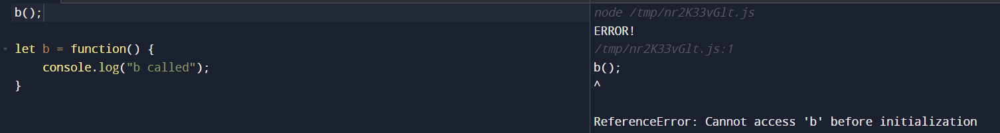 b();
let b = function() {
    console.log("b called");
}
node /tmp/nr2K33vGlt.js
ERROR!
/tmp/nr2K33vGlt.js:1
b();
^
ReferenceError: Cannot access 'b' before initialization